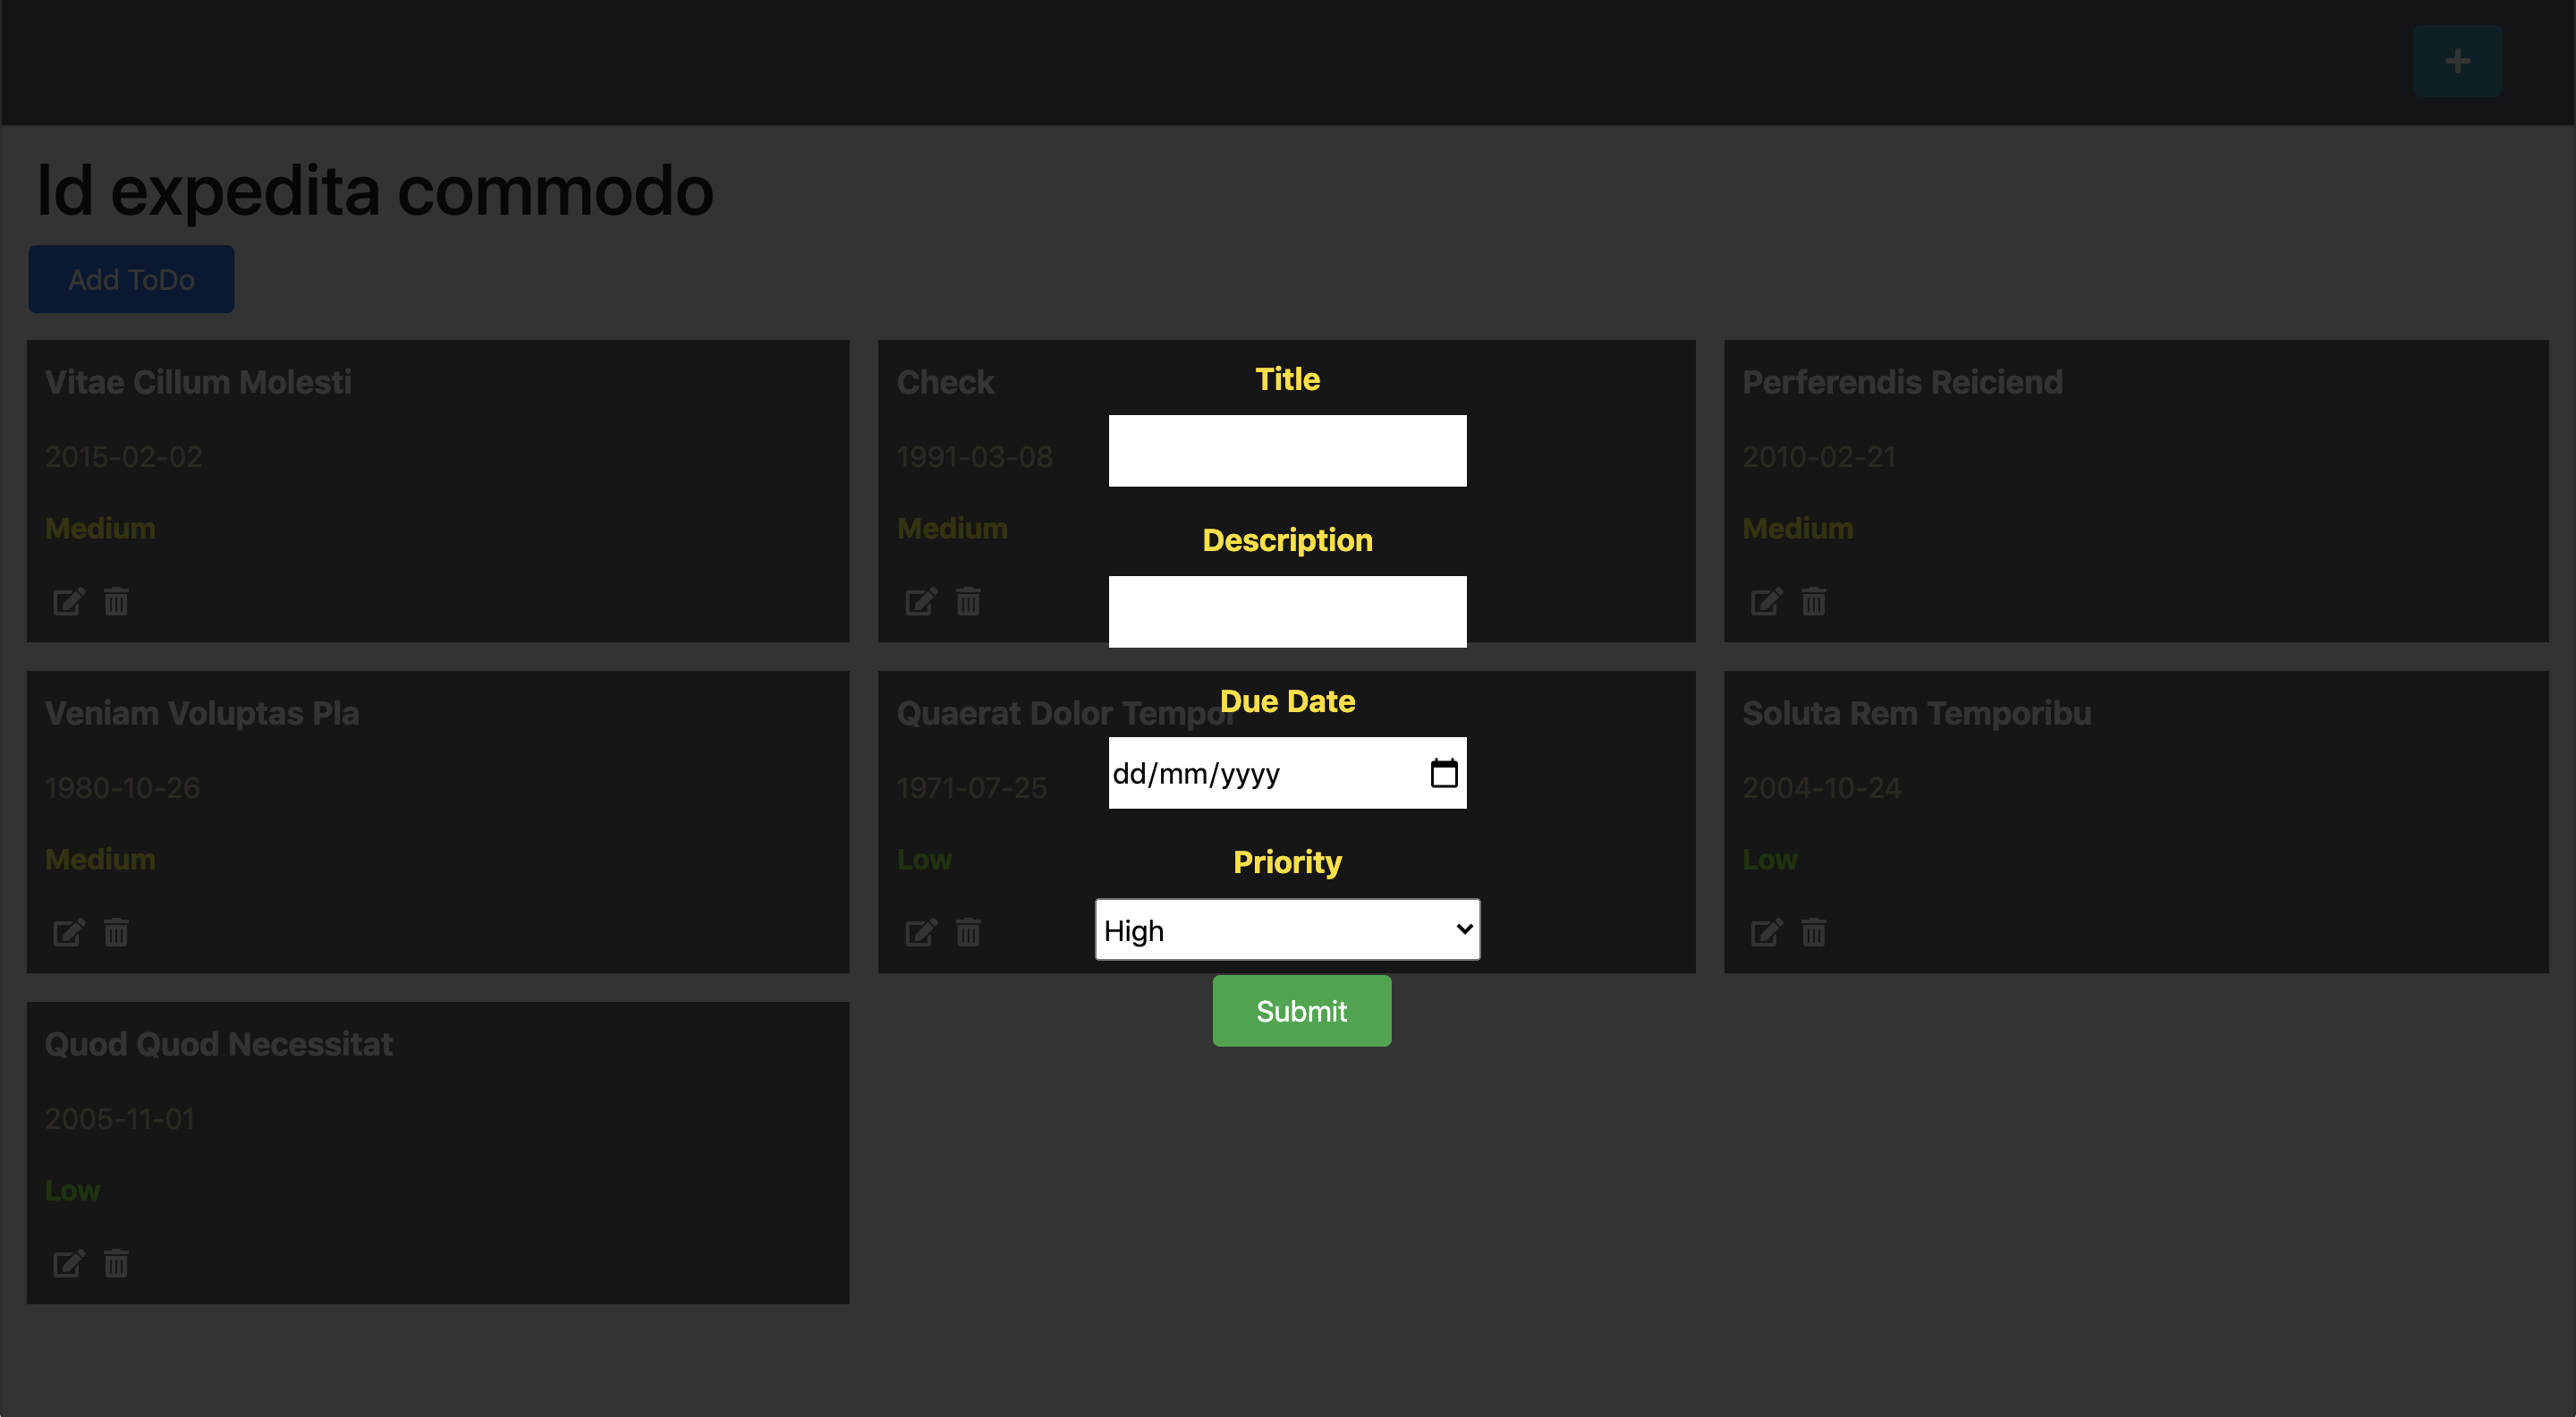 Id expedita commodo
Add ToDo
Vitae Cillum Molesti
2015-02-02
Medium
Check
1991-03-08
Medium
Perferendis Reiciend
2010-02-21
Medium
Veniam Voluptas Pla
1980-10-26
Medium
Quaerat Dolor Tempor
1971-07-25
Low
Soluta Rem Temporibu
2004-10-24
Low
Quod Quod Necessitat
2005-11-01
Low
Title
Description
Due Date
dd/mm/yyyy
Priority
High
Submit